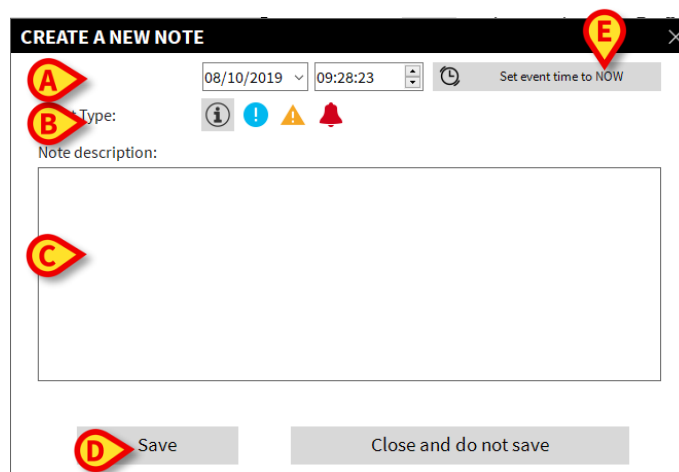 CREATE A NEW NOTE
E
A
08/10/2019 09:28:23 Set event time to NOW
B Type:
Note description:
C
D Save Close and do not save